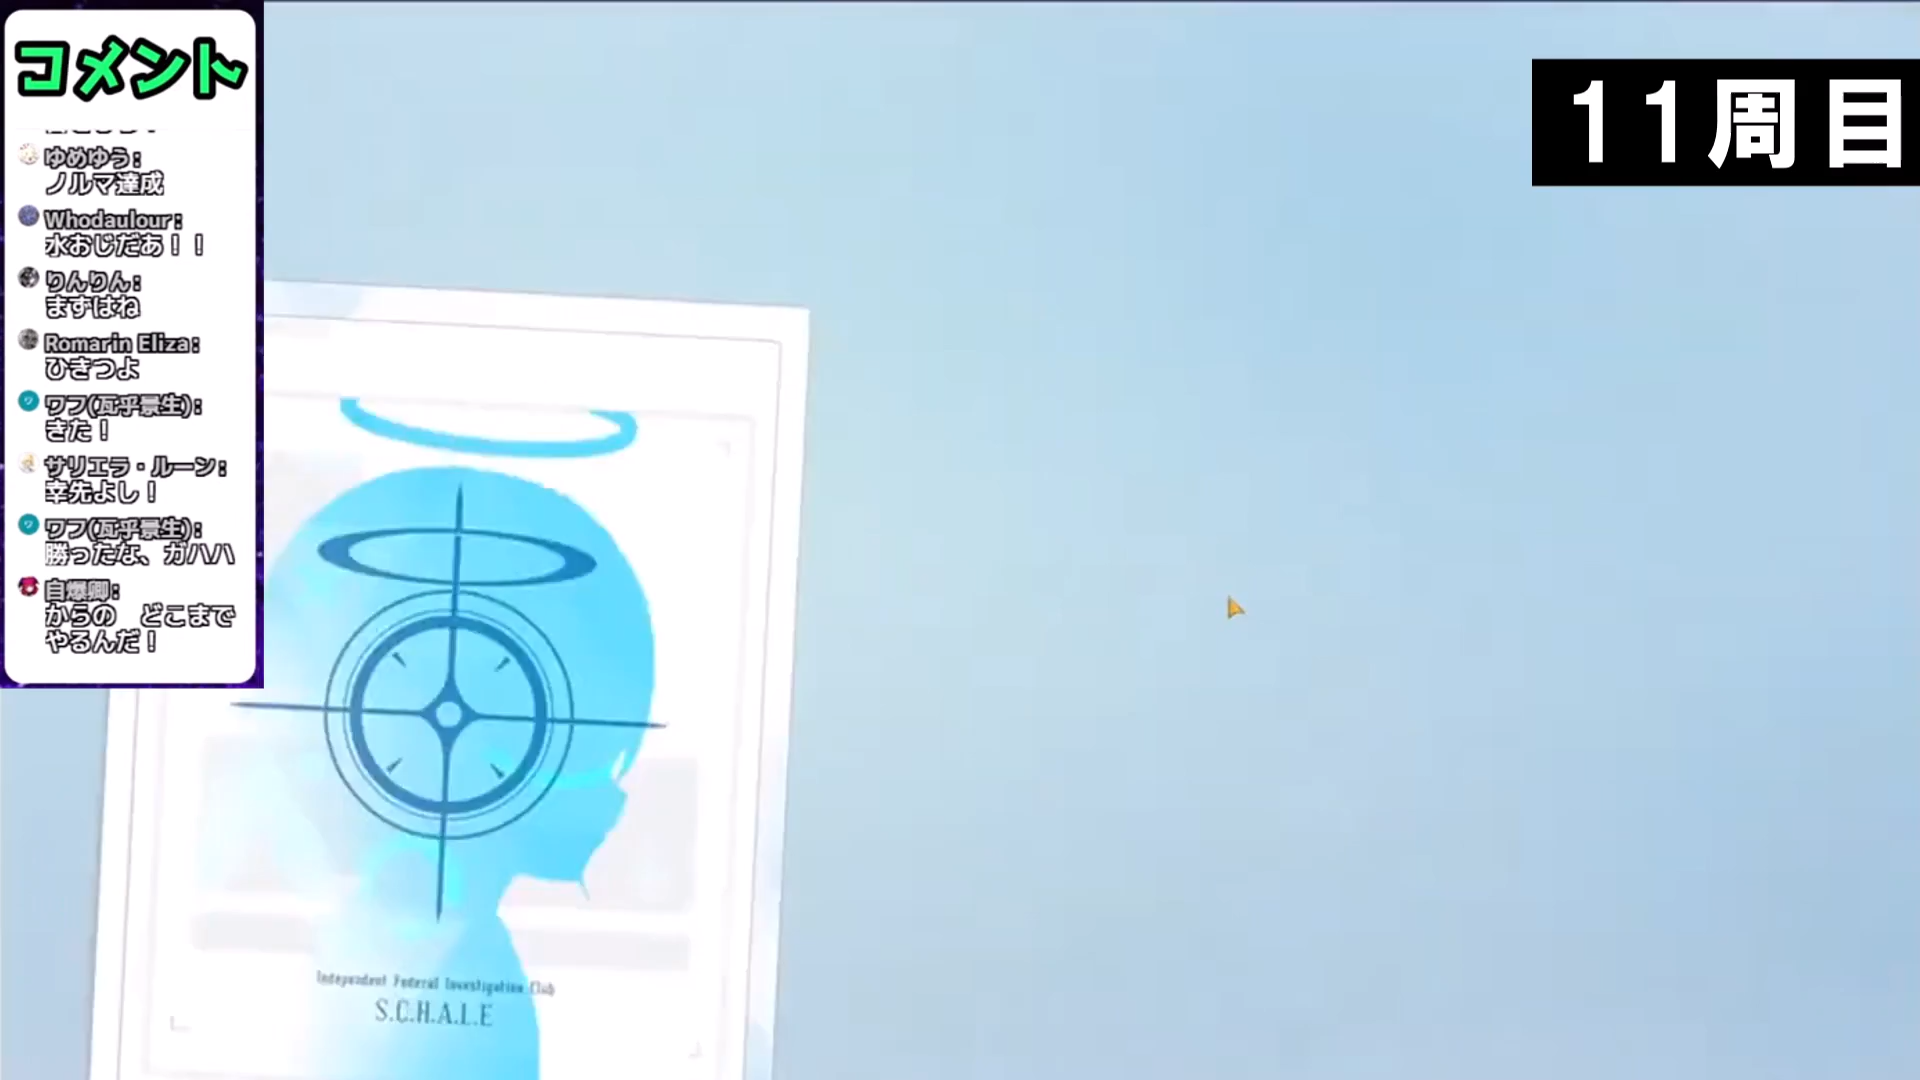 コメント
ゆめゆう:
ノルマ達成
Whodaulour:
水おじだあ！！
りんりん:
まずはね
Romarin Eliza:
ひきつよ
ワフ(瓦乎景生):
きた！
サリエラ・ルーン:
幸先よし！
ワフ(瓦乎景生):
勝ったな、ガハハ
自爆卿:
からの　どこまで
やるんだ！
11周目
Independent Federal Investigation Club
S.C.H.A.L.E